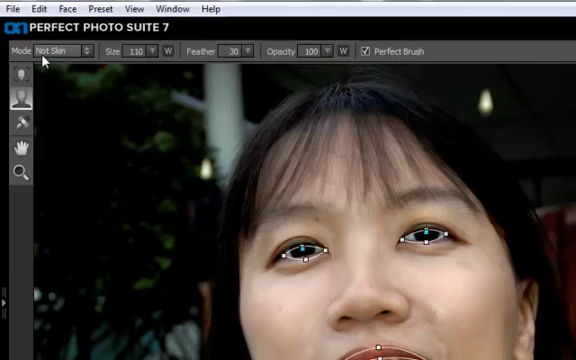 File Edit Face Preset View Window Help
on PERFECT PHOTO SUITE 7
Mode Not Skin Size 110 W Feather 30 Opacity 100 W Perfect Brush